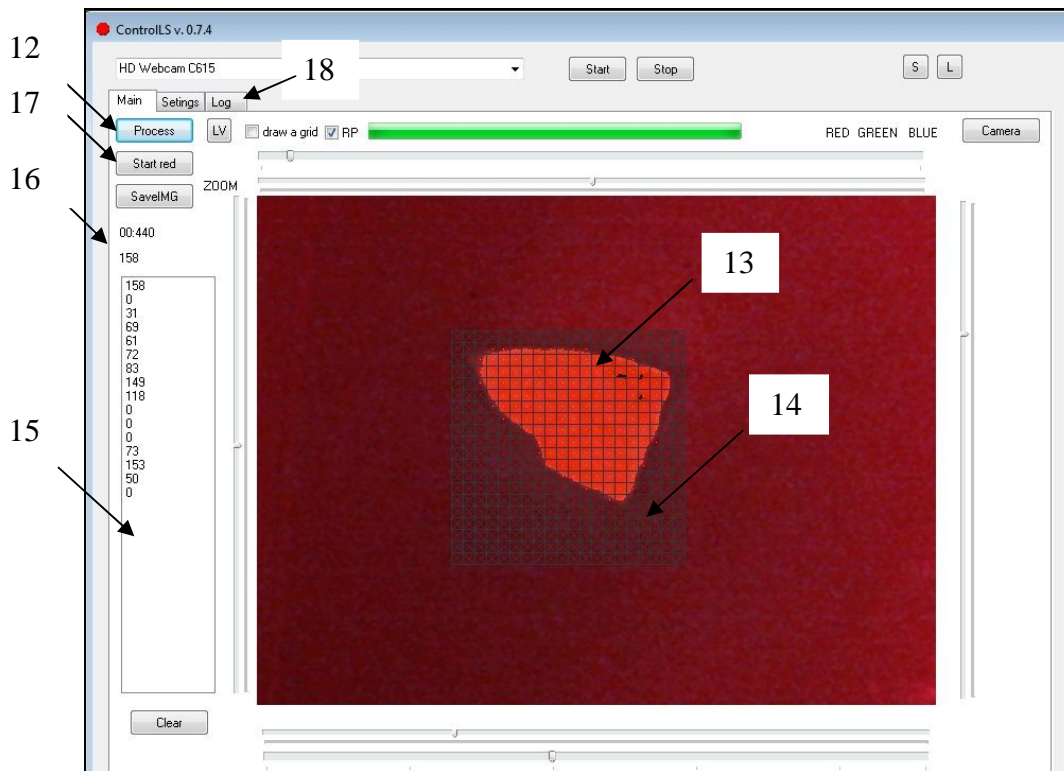 ControlLS v. 0.7.4
12
HD Webcam C615
Start
Stop
S
L
18
17
Main
Setings
Log
Process
LV
draw a grid
RP
RED GREEN BLUE
Camera
Start red
16
SaveIMG
ZOOM
00:440
158
13
158
0
31
69
61
72
83
149
118
0
0
0
73
153
50
0
14
15
Clear